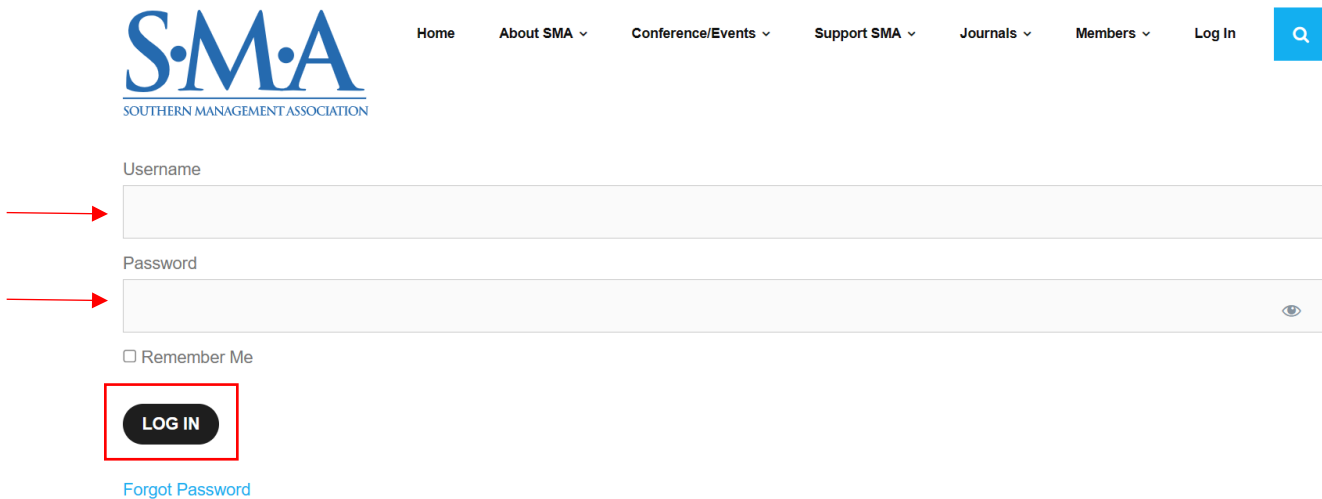 S·M·A
SOUTHERN MANAGEMENT ASSOCIATION
Home About SMA Conference/Events Support SMA Journals Members Log In
Username
Password
Remember Me
LOG IN
Forgot Password